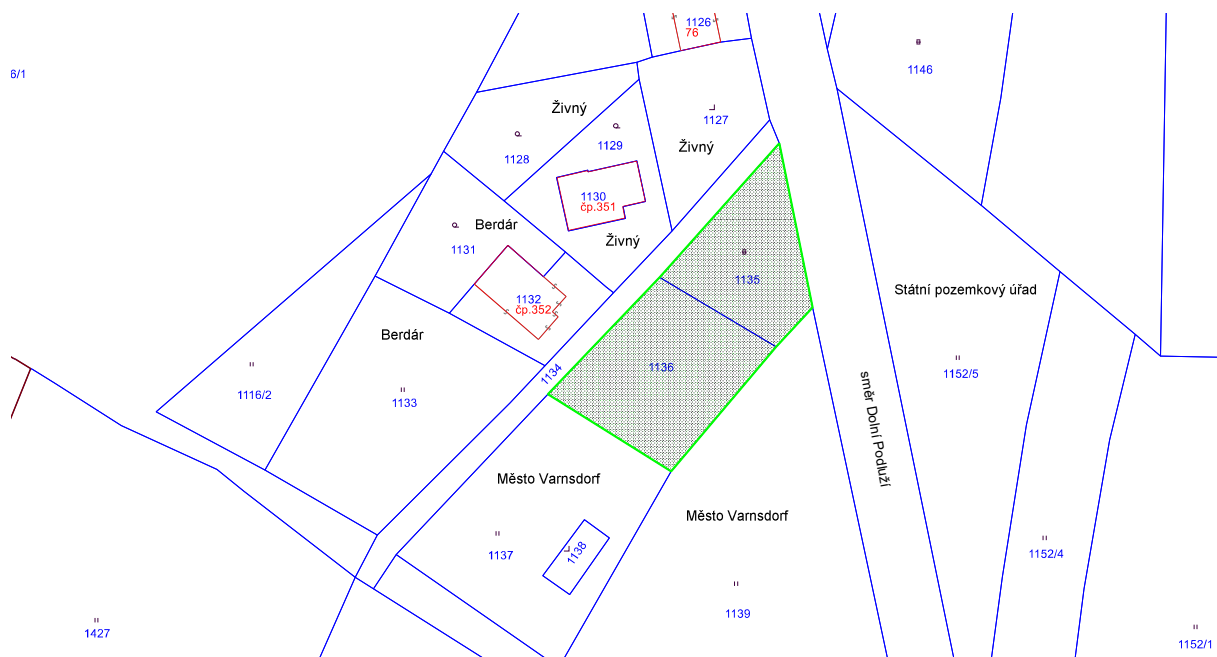 1126
76
6/1
1146
Živný
1127
1129
Živný
1128
1130
čp.351
Berdár
Živný
1131
1135
Státní pozemkový úřad
1132
čp.352
Berdár
1136
1134
1152/5
1116/2
1133
směr Dolní Podluží
Město Varnsdorf
Město Varnsdorf
1137
1138
1152/4
1139
1427
1152/1